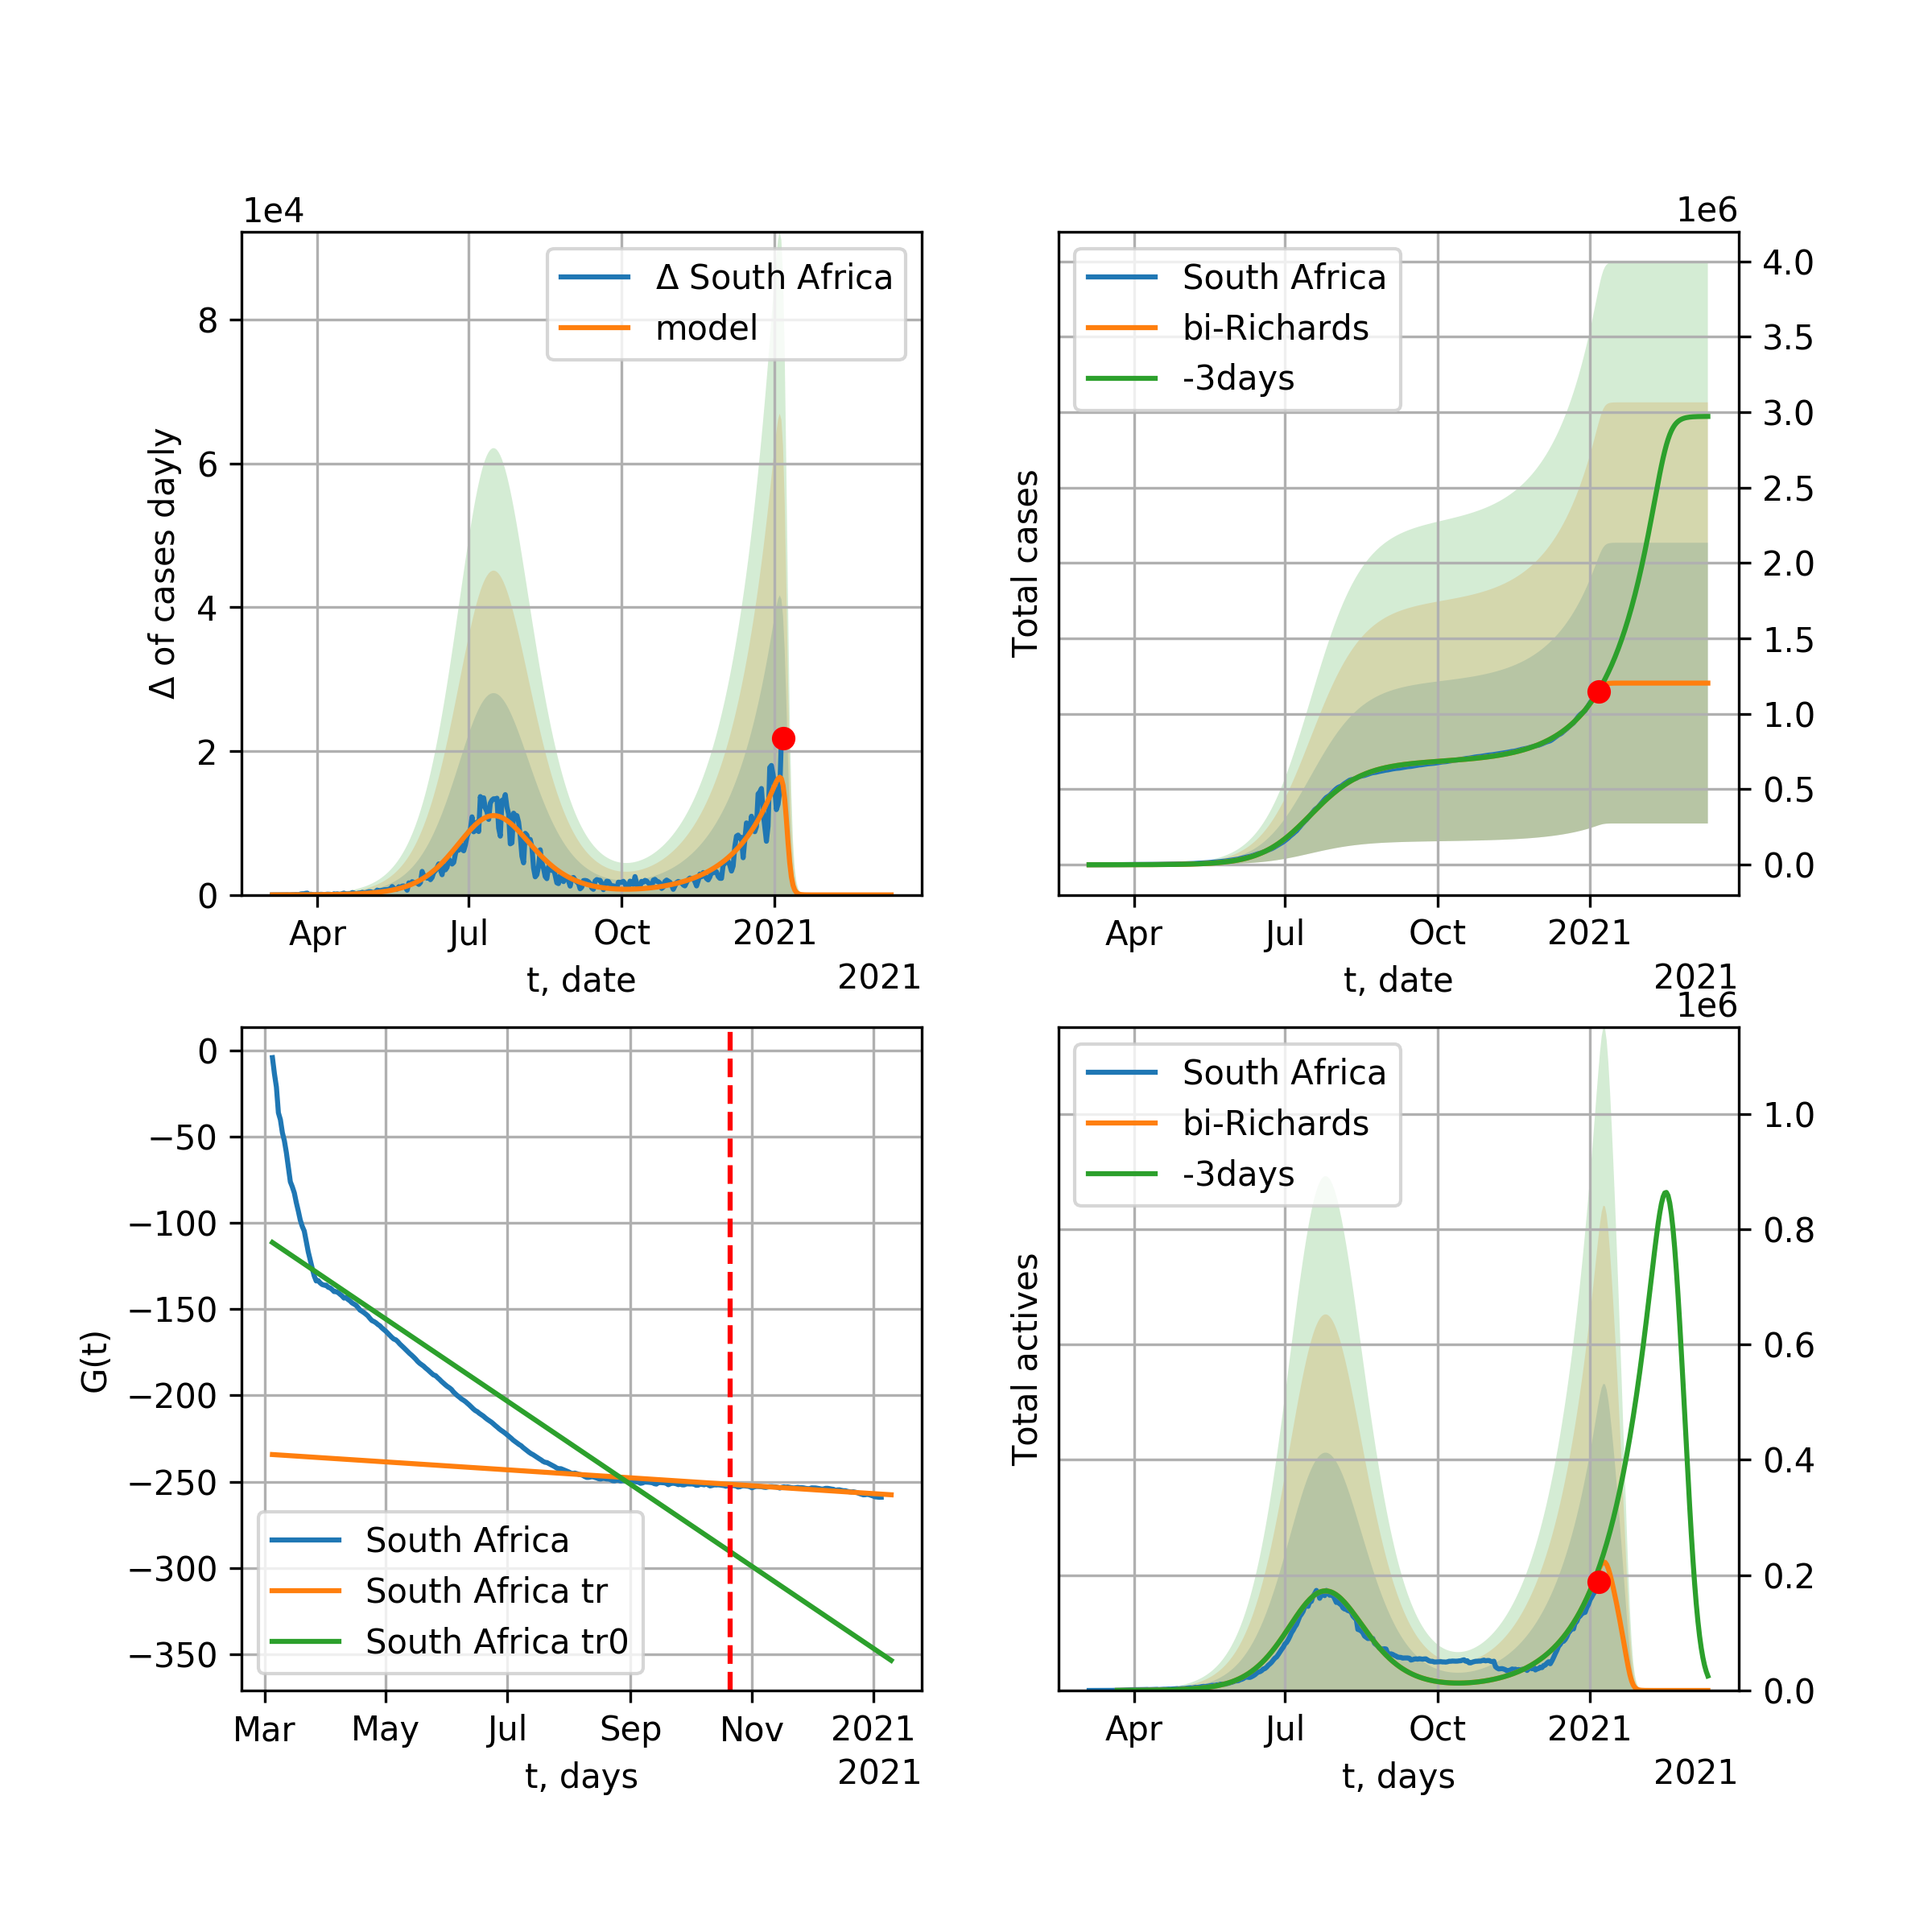 1e4
Δ of cases dayly
8
6
4
2
0
Δ South Africa
model
Apr
Jul
Oct
2021
t, date
2021
1e6
Total cases
South Africa
bi-Richards
-3days
4.0
3.5
3.0
2.5
2.0
1.5
1.0
0.5
0.0
Apr
Jul
Oct
2021
t, date
2021
G(t)
0
−50
−100
−150
−200
−250
−300
−350
South Africa
South Africa tr
South Africa tr0
Mar
May
Jul
Sep
Nov
2021
t, days
2021
1e6
Total actives
South Africa
bi-Richards
-3days
1.0
0.8
0.6
0.4
0.2
0.0
Apr
Jul
Oct
2021
t, days
2021